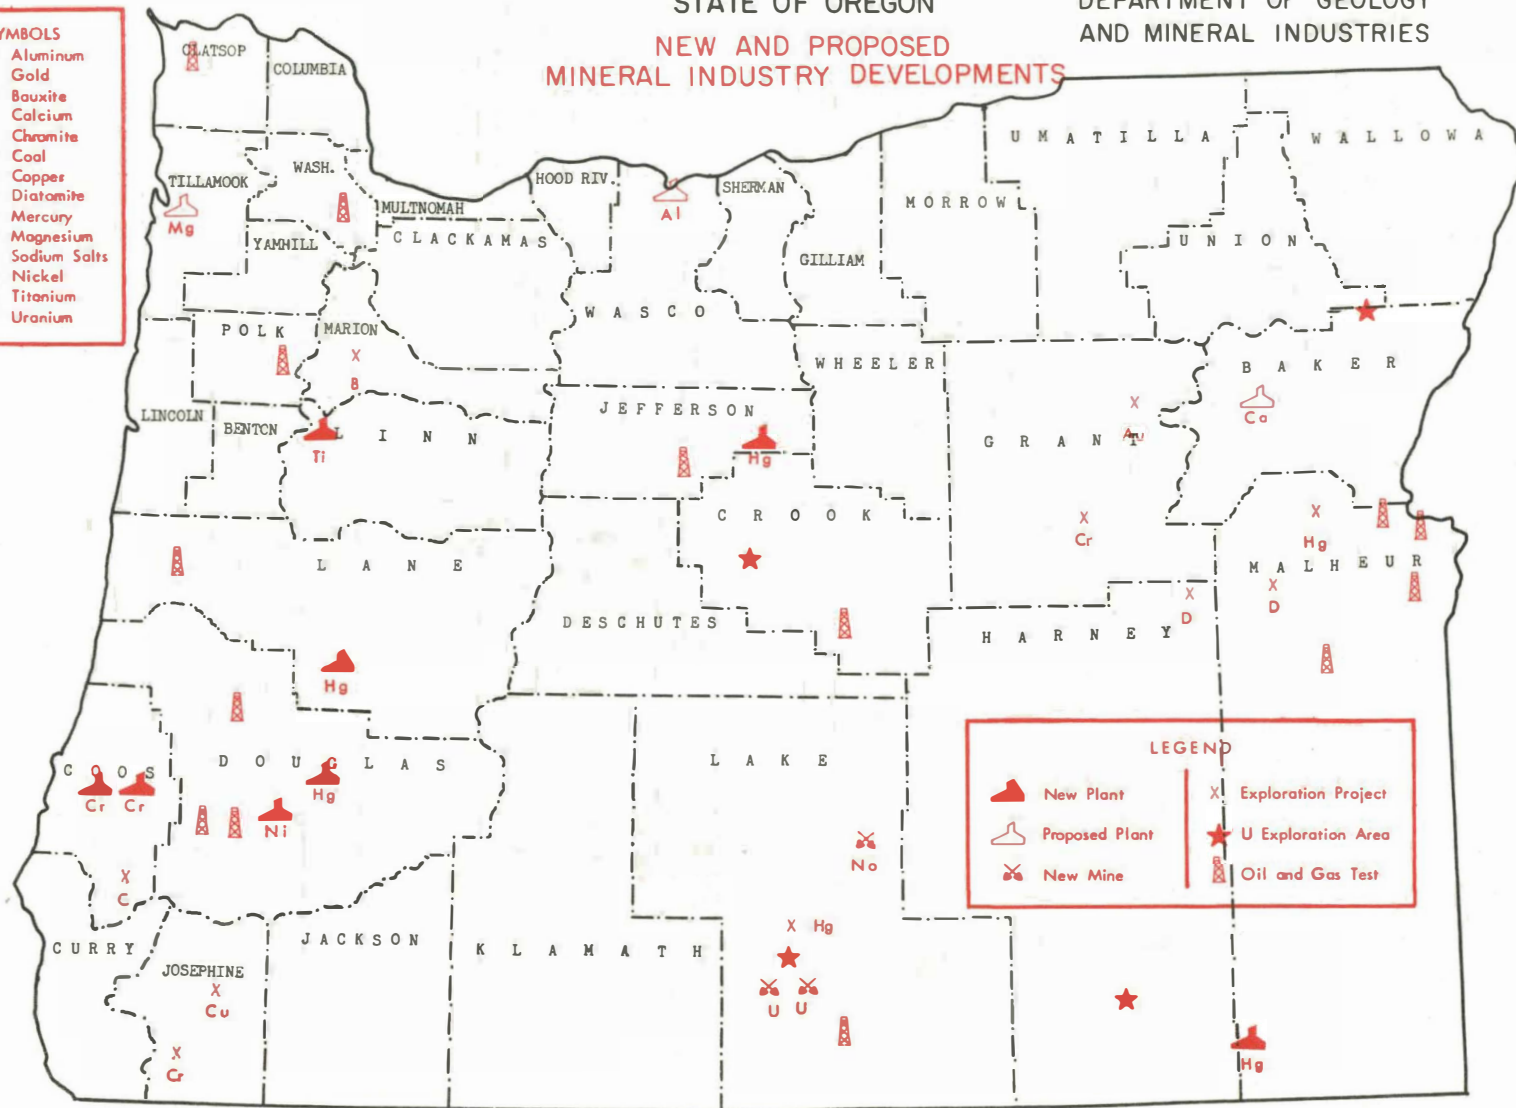 STATE OF OREGON
DEPARTMENT OF GEOLOGY
AND MINERAL INDUSTRIES
NEW AND PROPOSED
MINERAL INDUSTRY DEVELOPMENTS
YMBOLS
Aluminum
Gold
Bauxite
Calcium
Chromite
Coal
Copper
Diatomite
Mercury
Magnesium
Sodium Salts
Nickel
Titanium
Uranium
CLATSOP
COLUMBIA
TILLAMOOK
WASH.
Mg
YAMHILL
MULTNOMAH
CLACKAMAS
HOOD RIV.
Al
SHERMAN
WASCO
GILLIAM
MORROW
UMATILLA
WALLOWA
UNION
POLK
MARION
X
B
WHEELER
BAKER
Ca
LINCOLN
BENTON
LINN
Ti
JEFFERSON
Hg
GRANT
X
Au
X
Cr
CROOK
X
Hg
MALHEUR
X
D
X
D
LANE
Hg
DESCHUTES
HARNEY
COOS
Cr Cr
DOUGLAS
Hg
Ni
LAKE
No
X
C
CURRY
JOSEPHINE
X
Cu
X
Cr
JACKSON
KLAMATH
X Hg
U U
Hg
LEGEND
New Plant
Proposed Plant
New Mine
X Exploration Project
U Exploration Area
Oil and Gas Test